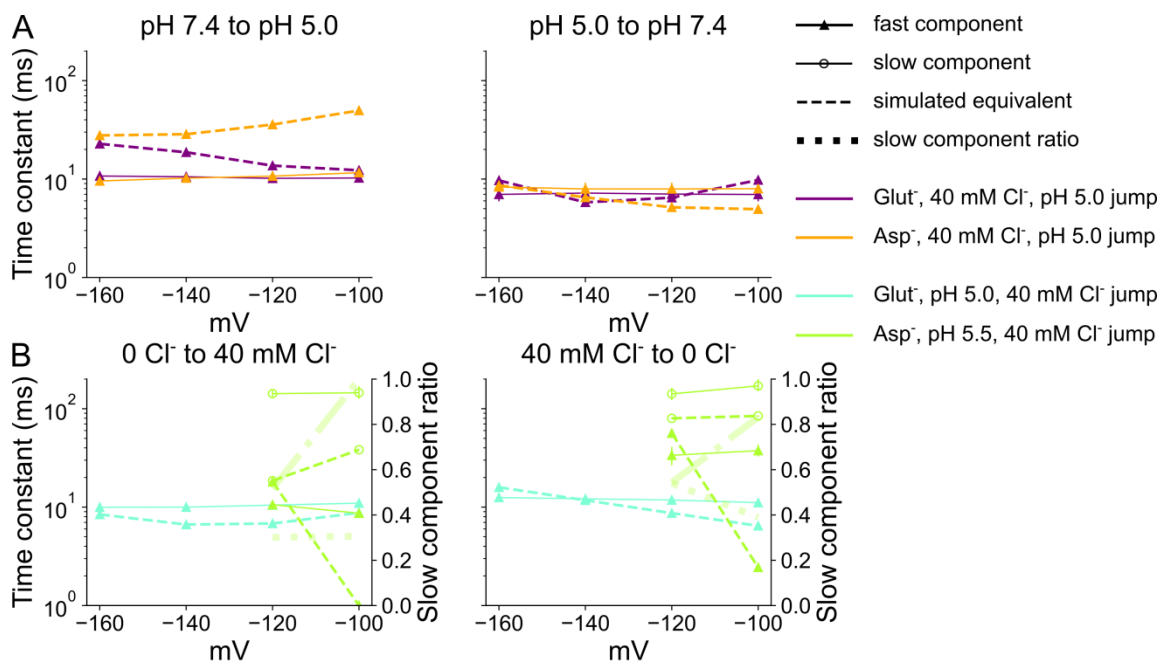 A
pH 7.4 to pH 5.0
pH 5.0 to pH 7.4
Time constant (ms)
10²
10¹
10⁰
−160 −140 −120 −100
mV
−160 −140 −120 −100
mV
fast component
slow component
simulated equivalent
slow component ratio
Glut⁻, 40 mM Cl⁻, pH 5.0 jump
Asp⁻, 40 mM Cl⁻, pH 5.0 jump
Glut⁻, pH 5.0, 40 mM Cl⁻ jump
Asp⁻, pH 5.5, 40 mM Cl⁻ jump
B
0 Cl⁻ to 40 mM Cl⁻
40 mM Cl⁻ to 0 Cl⁻
Time constant (ms)
10²
10¹
10⁰
−160 −140 −120 −100
mV
1.0
0.8
0.6
0.4
0.2
0.0
Slow component ratio
−160 −140 −120 −100
mV
1.0
0.8
0.6
0.4
0.2
0.0
Slow component ratio